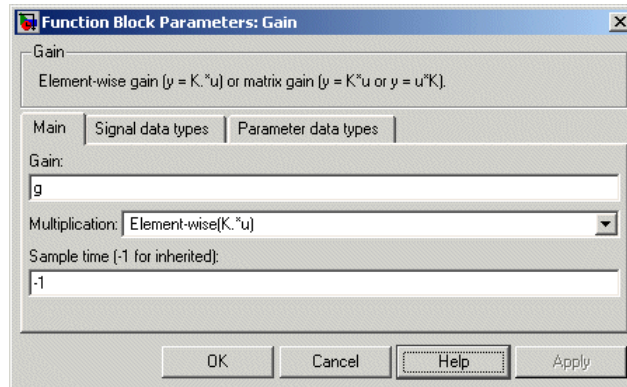 Function Block Parameters: Gain
Gain
Element-wise gain (y = K.*u) or matrix gain (y = K*u or y = u*K).
Main Signal data types Parameter data types
Gain:
g
Multiplication: Element-wise(K.*u)
Sample time (-1 for inherited):
-1
OK Cancel Help Apply